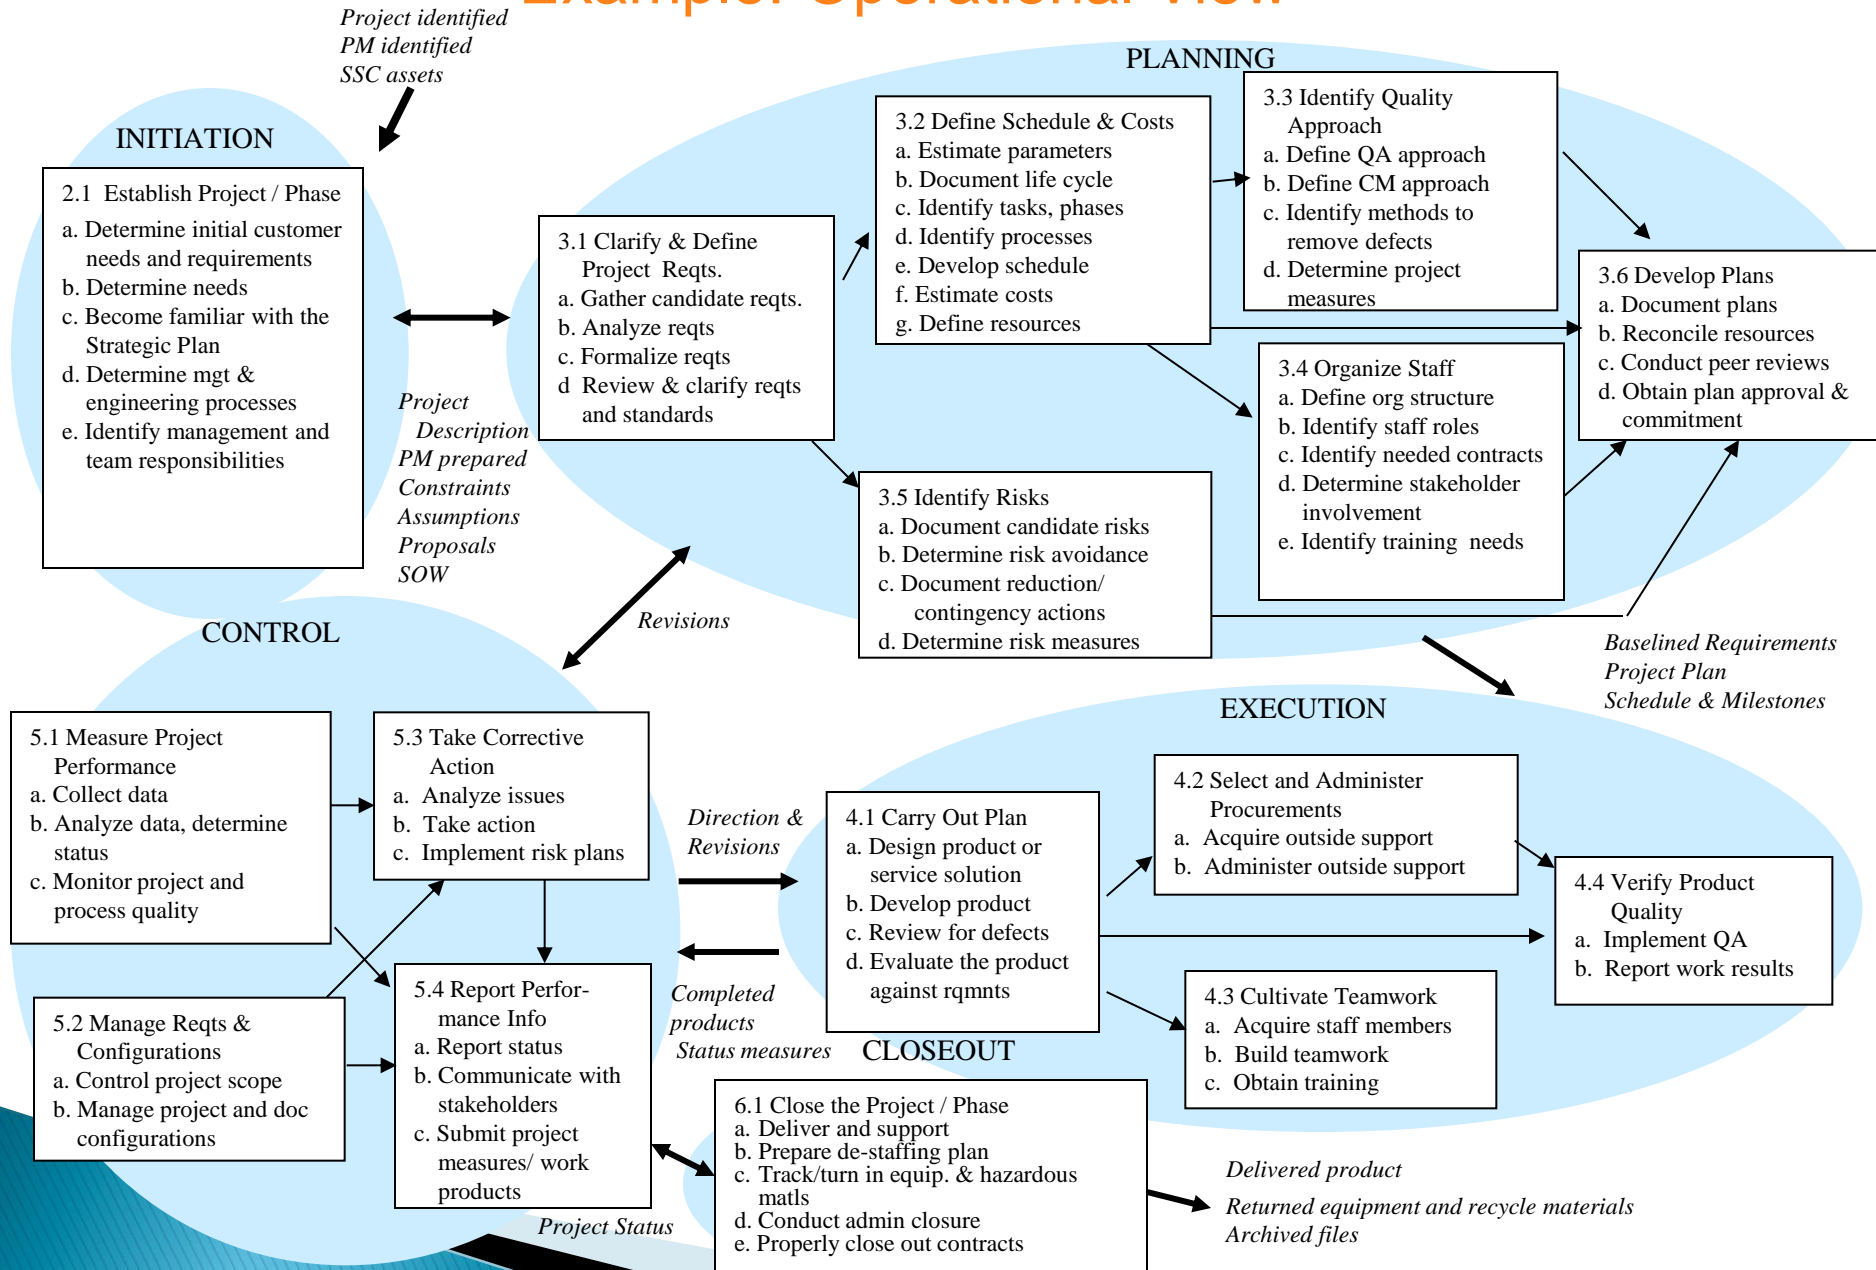 Example: Operational View
Project identified
PM identified
SSC assets
INITIATION
2.1 Establish Project / Phase
a. Determine initial customer
needs and requirements
b. Determine needs
c. Become familiar with the
Strategic Plan
d. Determine mgt &
engineering processes
e. Identify management and
team responsibilities
Project
Description
PM prepared
Constraints
Assumptions
Proposals
SOW
PLANNING
3.1 Clarify & Define
Project Reqts.
a. Gather candidate reqts.
b. Analyze reqts
c. Formalize reqts
d Review & clarify reqts
and standards
3.2 Define Schedule & Costs
a. Estimate parameters
b. Document life cycle
c. Identify tasks, phases
d. Identify processes
e. Develop schedule
f. Estimate costs
g. Define resources
3.3 Identify Quality
Approach
a. Define QA approach
b. Define CM approach
c. Identify methods to
remove defects
d. Determine project
measures
3.4 Organize Staff
a. Define org structure
b. Identify staff roles
c. Identify needed contracts
d. Determine stakeholder
involvement
e. Identify training needs
3.5 Identify Risks
a. Document candidate risks
b. Determine risk avoidance
c. Document reduction/
contingency actions
d. Determine risk measures
3.6 Develop Plans
a. Document plans
b. Reconcile resources
c. Conduct peer reviews
d. Obtain plan approval &
commitment
Revisions
Baselined Requirements
Project Plan
Schedule & Milestones
CONTROL
5.1 Measure Project
Performance
a. Collect data
b. Analyze data, determine
status
c. Monitor project and
process quality
5.2 Manage Reqts &
Configurations
a. Control project scope
b. Manage project and doc
configurations
5.3 Take Corrective
Action
a. Analyze issues
b. Take action
c. Implement risk plans
5.4 Report Perfor-
mance Info
a. Report status
b. Communicate with
stakeholders
c. Submit project
measures/ work
products
Direction &
Revisions
Completed
products
Status measures
Project Status
EXECUTION
4.1 Carry Out Plan
a. Design product or
service solution
b. Develop product
c. Review for defects
d. Evaluate the product
against rqmnts
4.2 Select and Administer
Procurements
a. Acquire outside support
b. Administer outside support
4.3 Cultivate Teamwork
a. Acquire staff members
b. Build teamwork
c. Obtain training
4.4 Verify Product
Quality
a. Implement QA
b. Report work results
CLOSEOUT
6.1 Close the Project / Phase
a. Deliver and support
b. Prepare de-staffing plan
c. Track/turn in equip. & hazardous
matls
d. Conduct admin closure
e. Properly close out contracts
Delivered product
Returned equipment and recycle materials
Archived files